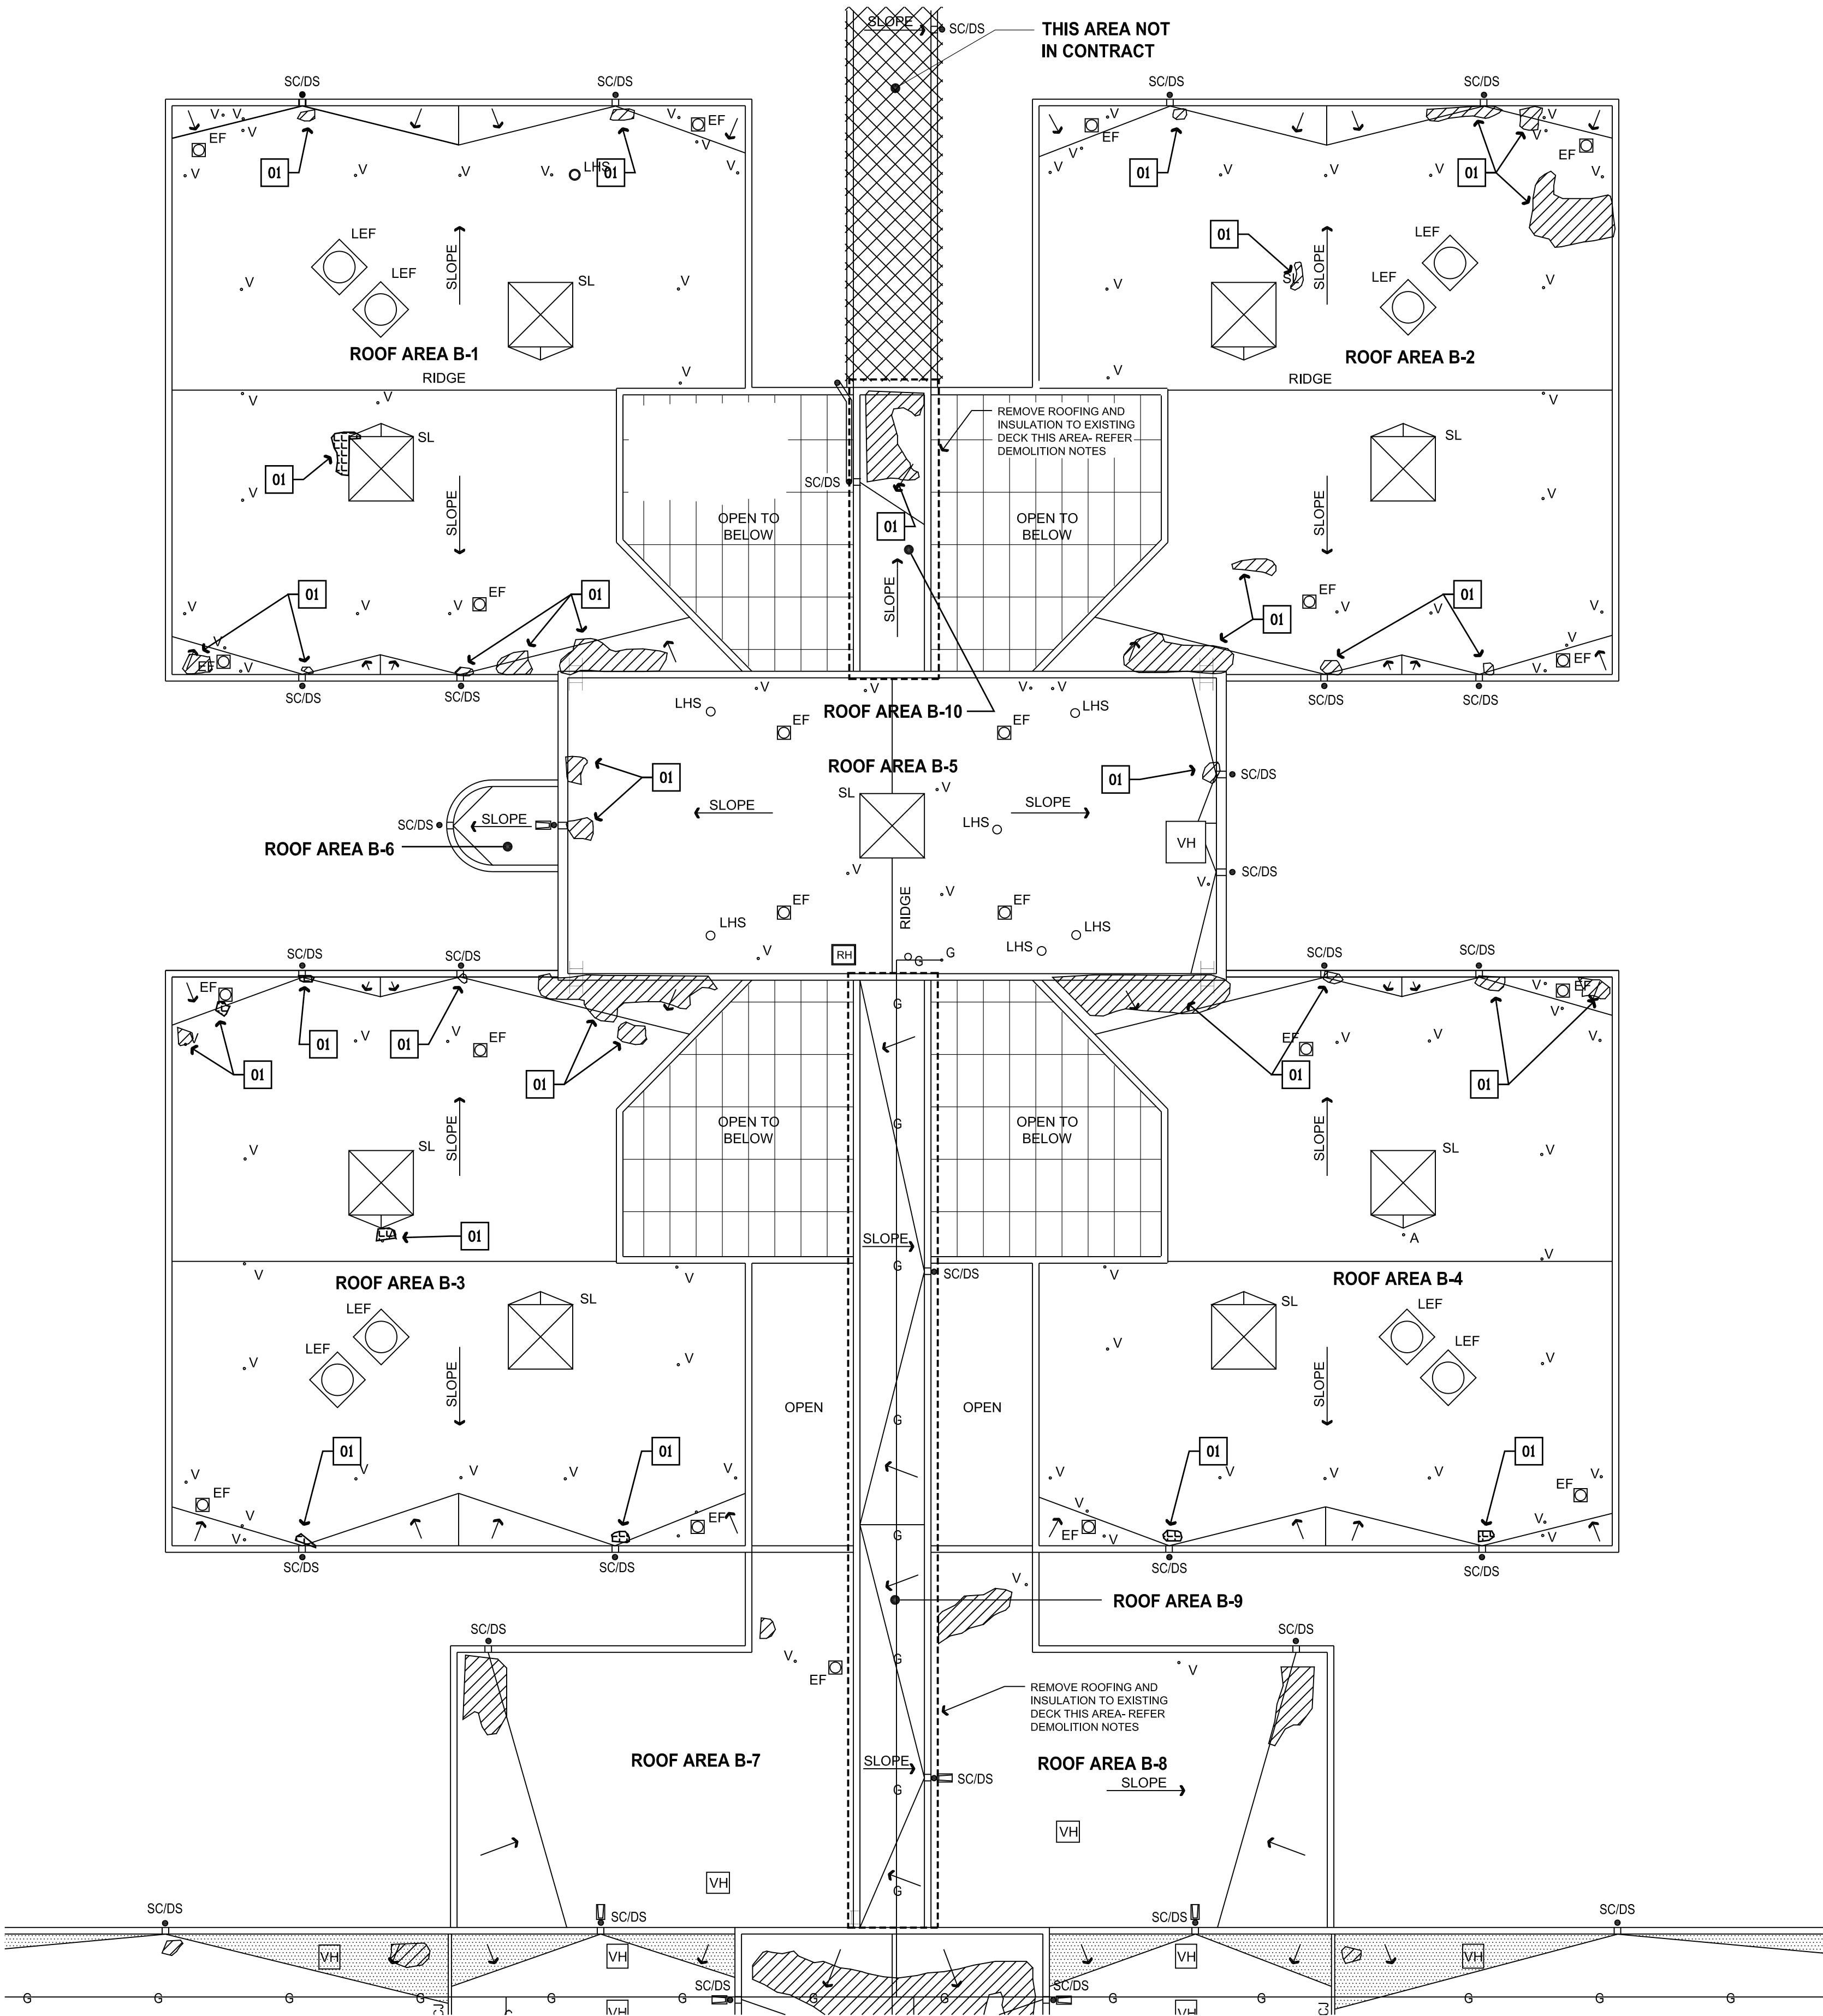 SLOPE
SC/DS
THIS AREA NOT
IN CONTRACT
SC/DS
SC/DS
SC/DS
SC/DS
V
V
V
EF
V
EF
V
V
EF
V
V
EF
V
01
V
V
V
LHS
01
V
V
01
V
V
V
01
V
LEF
LEF
SLOPE
V
SL
V
ROOF AREA B-1
RIDGE
V
01
SL
SLOPE
LEF
LEF
V
V
ROOF AREA B-2
RIDGE
V
V
V
SL
01
V
SLOPE
REMOVE ROOFING AND
INSULATION TO EXISTING
DECK THIS AREA- REFER
DEMOLITION NOTES
SC/DS
01
OPEN TO
BELOW
OPEN TO
BELOW
SLOPE
V
SL
V
SLOPE
V
01
V
V
EF
01
V
EF
V
SC/DS
SC/DS
01
EF
V
V
01
V
V
V
EF
SC/DS
SC/DS
LHS
V
V
V
V
LHS
EF
ROOF AREA B-10
EF
ROOF AREA B-5
01
01
SC/DS
SL
V
SLOPE
SLOPE
SC/DS
SLOPE
LHS
ROOF AREA B-6
VH
V
V
V
SC/DS
EF
RIDGE
EF
LHS
LHS
V
RH
G
G
LHS
SC/DS
SC/DS
SC/DS
SC/DS
EF
V
01
V
01
V
EF
01
01
G
EF
V
V
V
V
EF
V
01
01
V
SLOPE
SL
01
OPEN TO
BELOW
G
OPEN TO
BELOW
SLOPE
SL
V
A
SLOPE
G
SC/DS
V
ROOF AREA B-3
V
V
ROOF AREA B-4
V
LEF
LEF
SL
V
V
SLOPE
V
SL
LEF
LEF
V
SLOPE
OPEN
G
OPEN
01
01
01
01
V
V
V
V
V
V
V
V
V
V
EF
V
V
EF
V
EF
V
EF
V
V
G
SC/DS
SC/DS
SC/DS
SC/DS
V
ROOF AREA B-9
SC/DS
SC/DS
V
EF
G
V
REMOVE ROOFING AND
INSULATION TO EXISTING
DECK THIS AREA- REFER
DEMOLITION NOTES
ROOF AREA B-7
SLOPE
ROOF AREA B-8
SC/DS
SLOPE
G
VH
VH
G
SC/DS
SC/DS
SC/DS
SC/DS
VH
VH
VH
VH
SC/DS
SC/DS
G
G
G
G
G
G
G
G
G
G
G
G
G
CJ
VH
VH
CJ